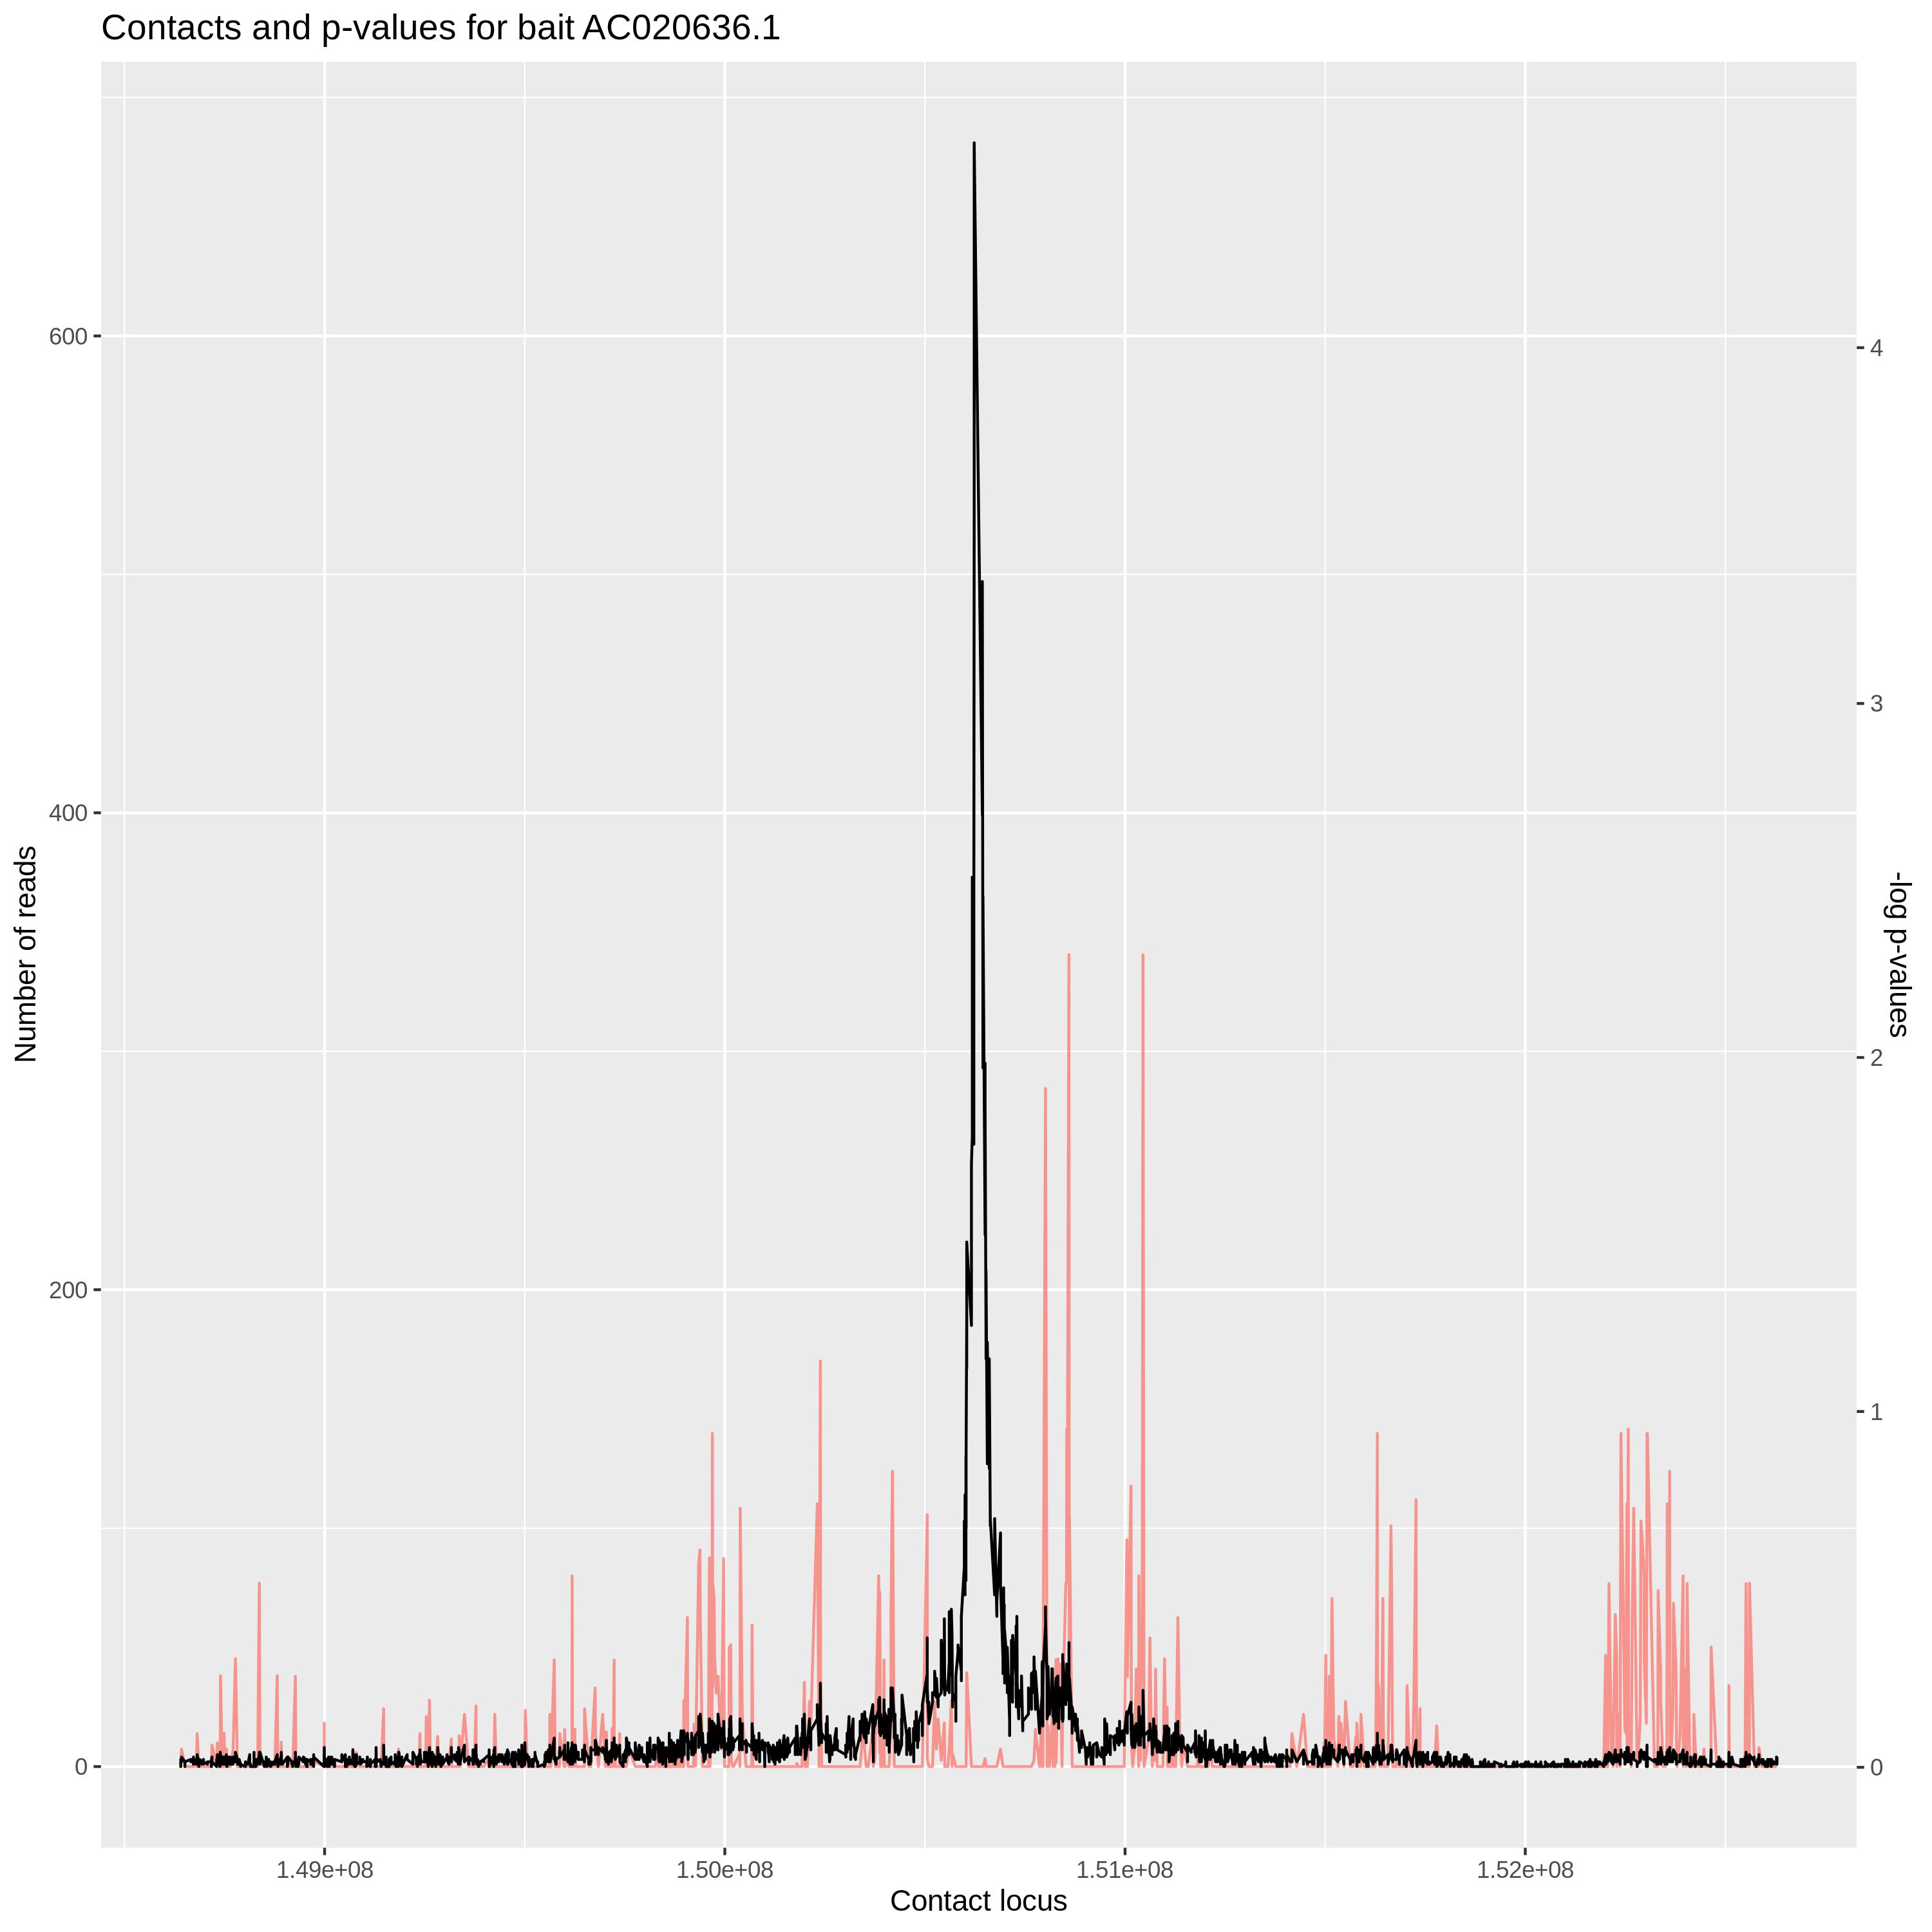 Contacts and p-values for bait AC020636.1
600
400
200
0
Number of reads
4
3
2
1
0
-log p-values
1.49e+08
1.50e+08
1.51e+08
1.52e+08
Contact locus